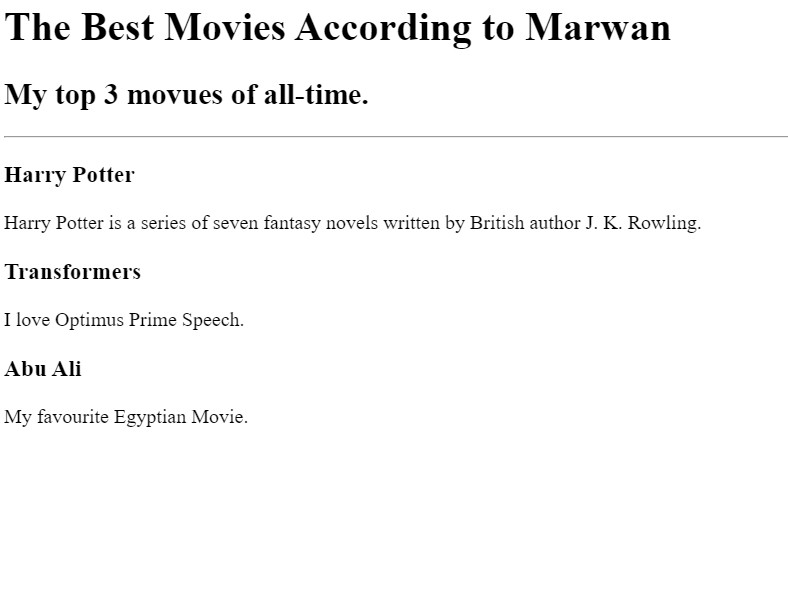 The Best Movies According to Marwan
My top 3 movues of all-time.
Harry Potter
Harry Potter is a series of seven fantasy novels written by British author J. K. Rowling.
Transformers
I love Optimus Prime Speech.
Abu Ali
My favourite Egyptian Movie.